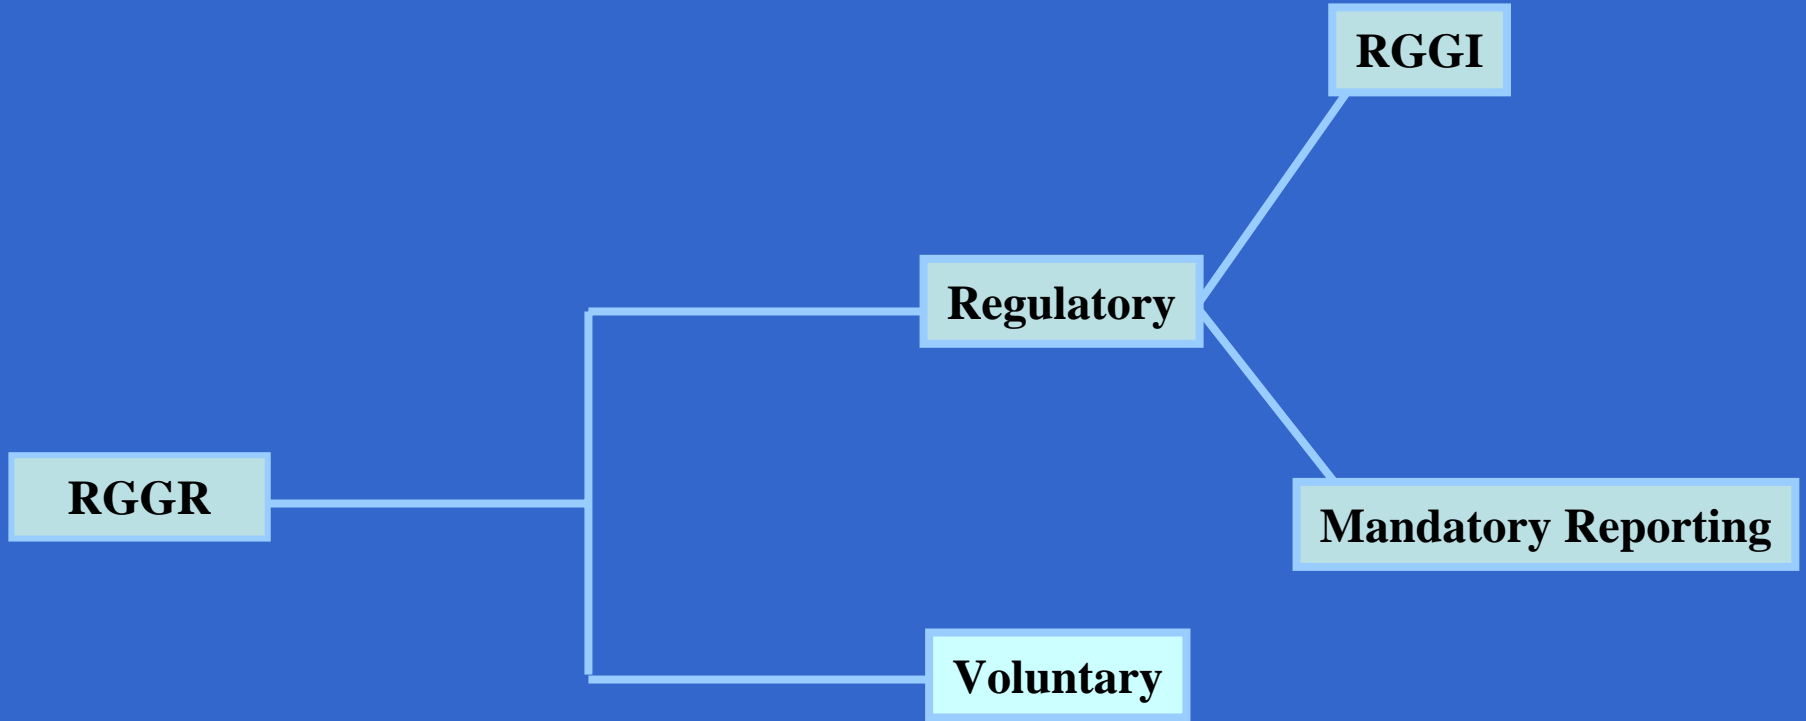 RGGI
Regulatory
RGGR
Mandatory Reporting
Voluntary